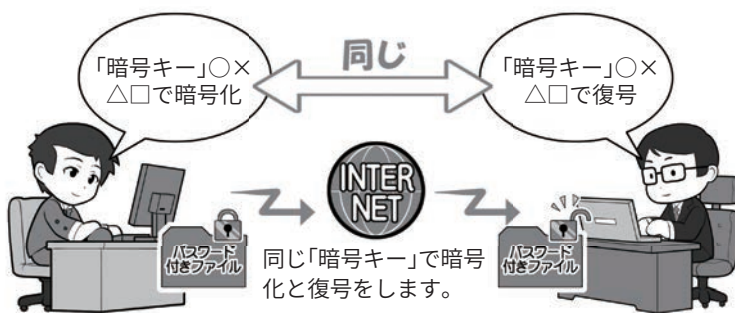 「暗号キー」○×
△□で暗号化
同じ
「暗号キー」○×
△□で復号
INTER
NET
パスワード
付きファイル
パスワード
付きファイル
同じ「暗号キー」で暗号
化と復号をします。